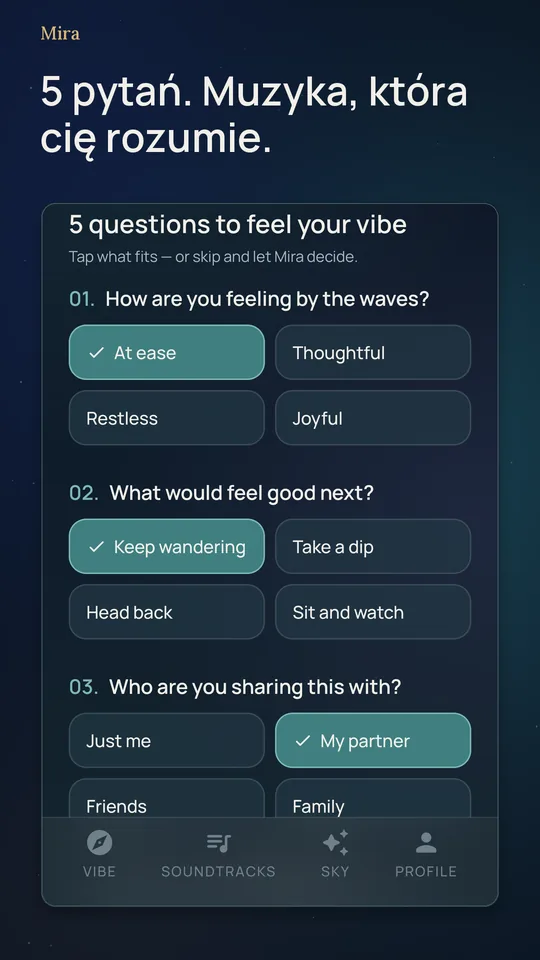 Mira
5 pytań. Muzyka, która
cię rozumie.
5 questions to feel your vibe
Tap what fits — or skip and let Mira decide.
01. How are you feeling by the waves?
At ease
Thoughtful
Restless
Joyful
02. What would feel good next?
Keep wandering
Take a dip
Head back
Sit and watch
03. Who are you sharing this with?
Just me
My partner
Friends
Family
VIBE
SOUNDTRACKS
SKY
PROFILE